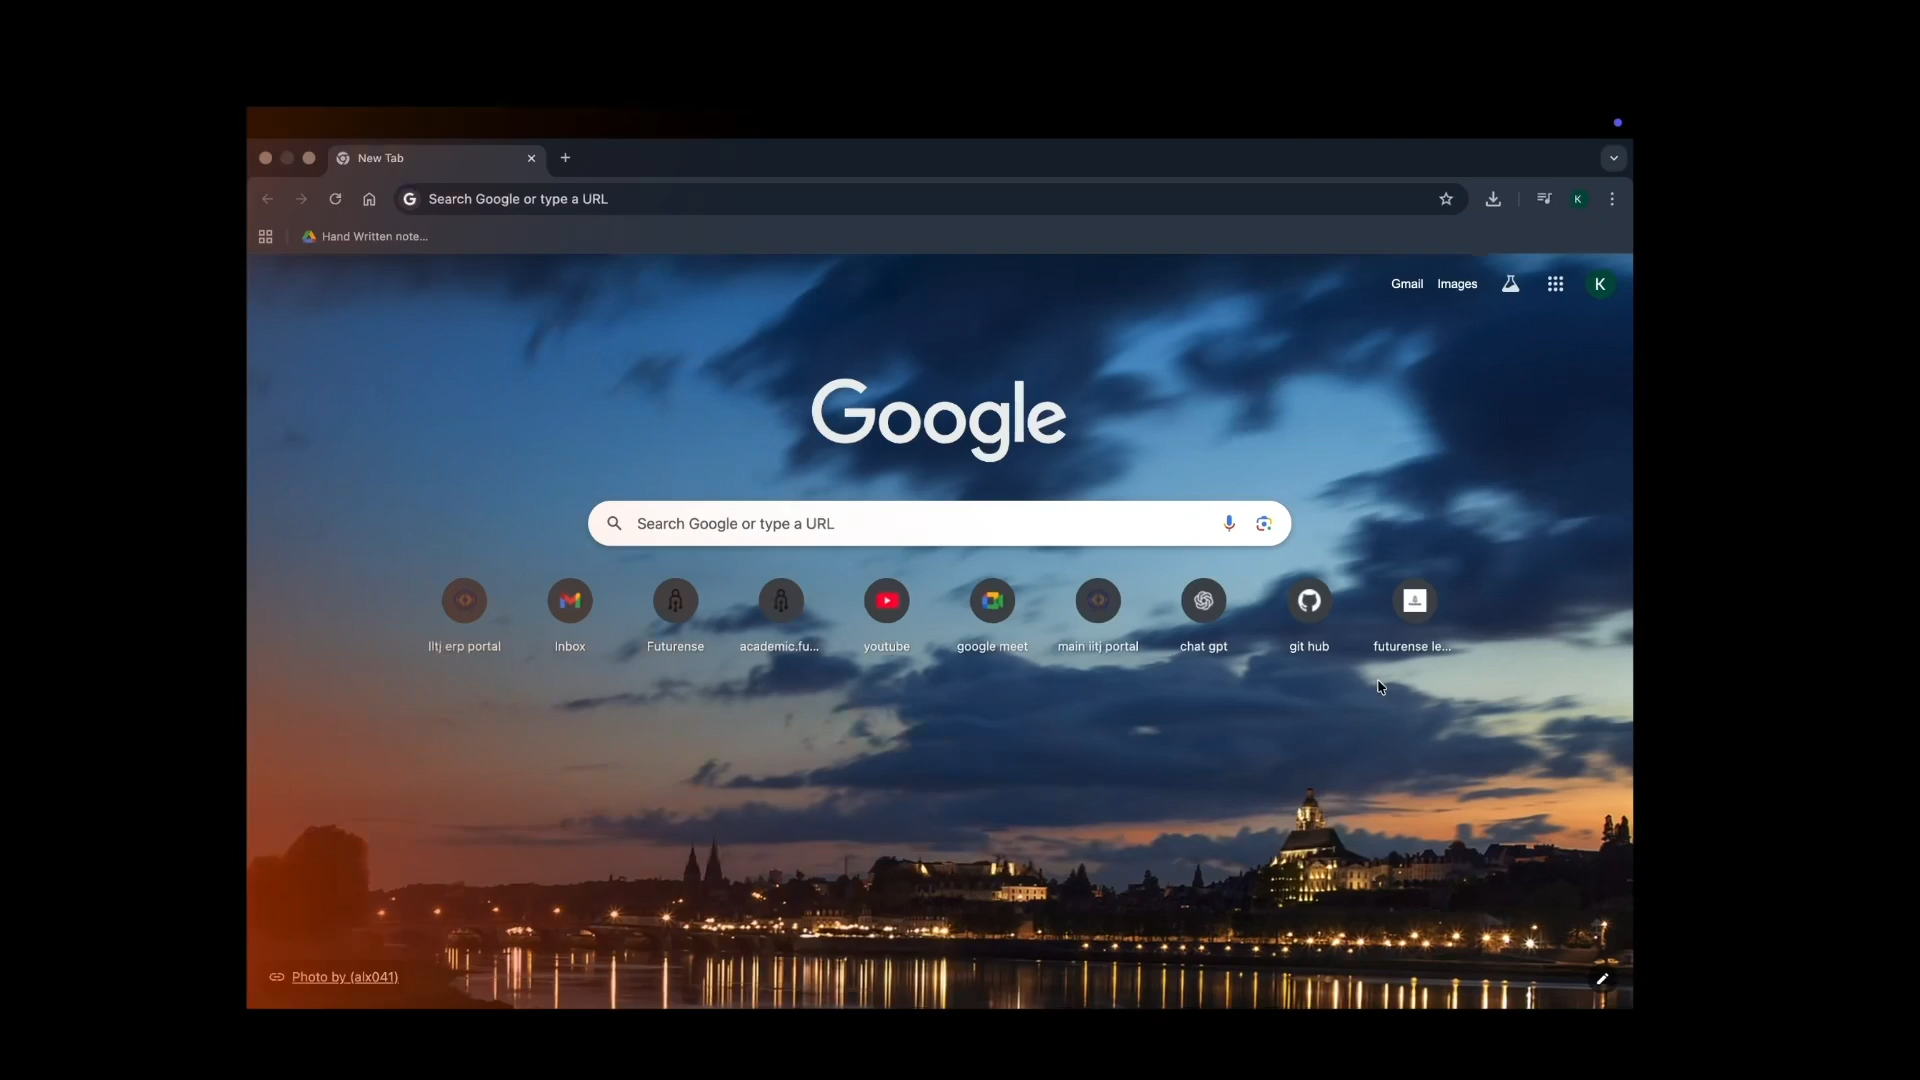 New Tab
Search Google or type a URL
K
Hand Written note...
Gmail Images K
Google
Search Google or type a URL
IItj erp portal Inbox Futurense academic.fu... youtube google meet main iitj portal chat gpt git hub futurense le...
Photo by (alx041)